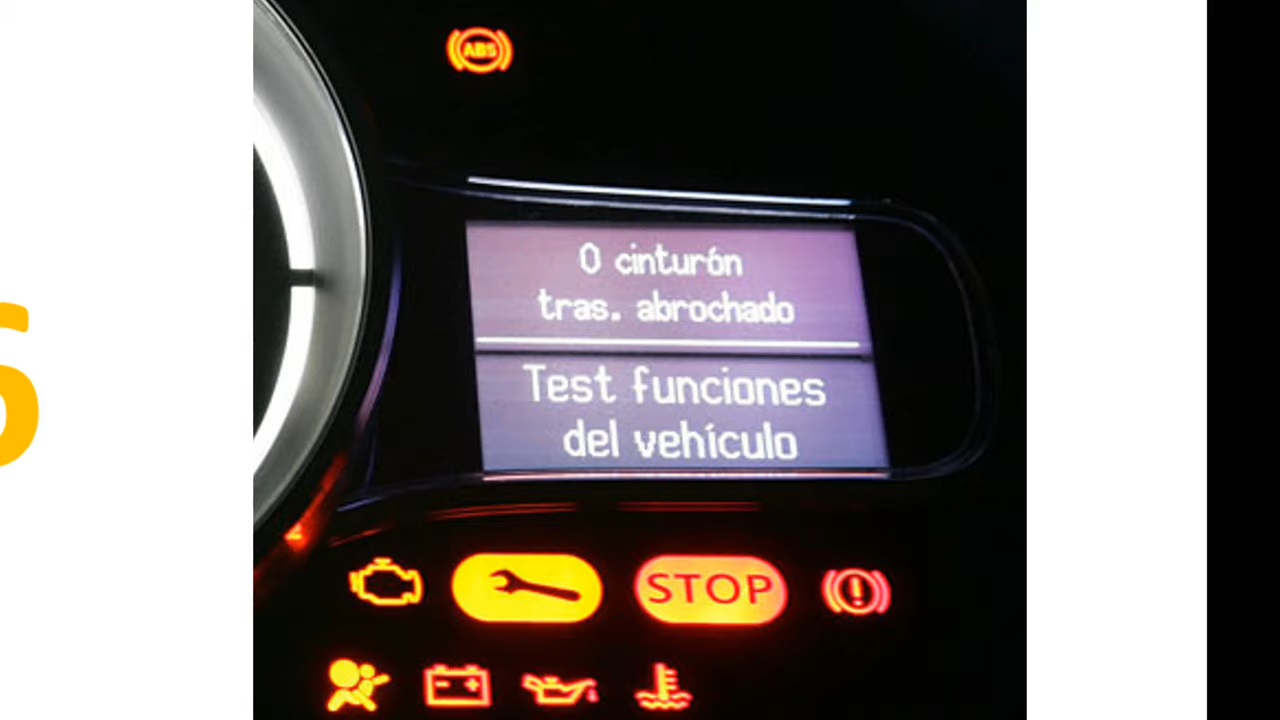 ABS
0 cinturón
tras. abrochado
Test funciones
del vehículo
STOP